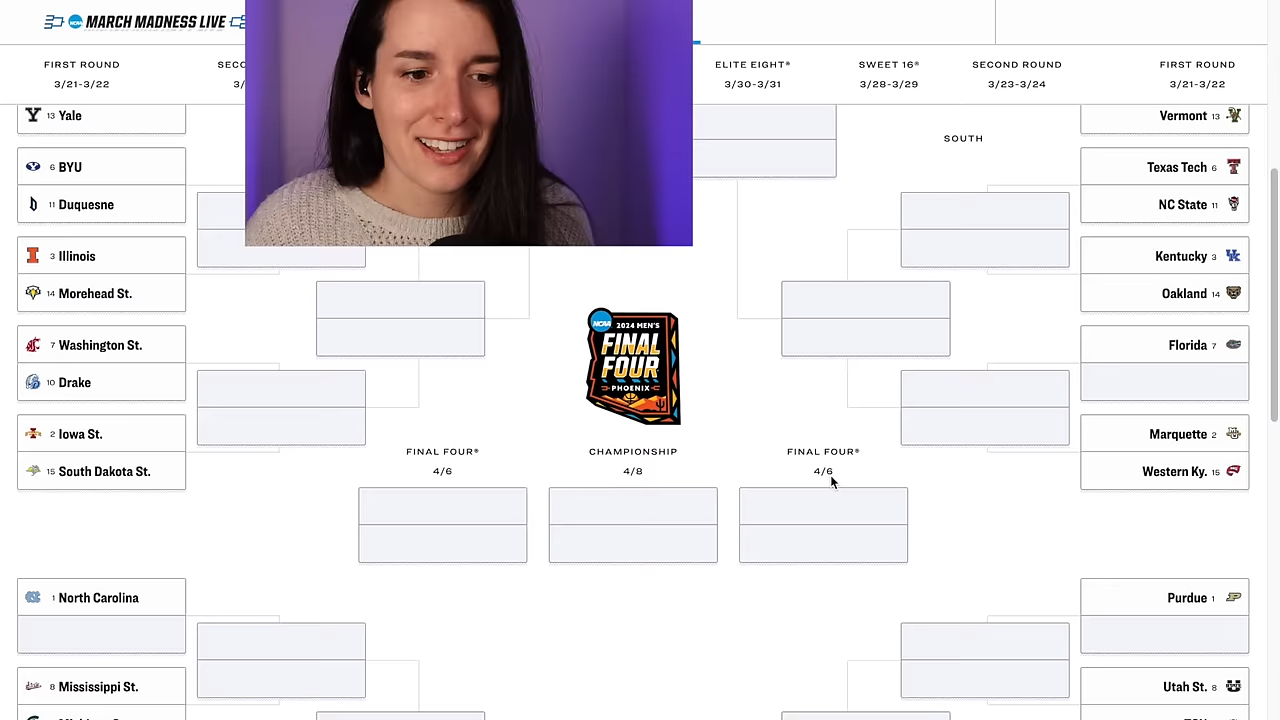 NCAA MARCH MADNESS LIVE
FIRST ROUND
3/21-3/22
SECO
3/
ELITE EIGHT®
3/30-3/31
SWEET 16®
3/28-3/29
SECOND ROUND
3/23-3/24
FIRST ROUND
3/21-3/22
13 Yale
6 BYU
11 Duquesne
3 Illinois
14 Morehead St.
7 Washington St.
10 Drake
2 Iowa St.
15 South Dakota St.
SOUTH
Vermont 13
Texas Tech 6
NC State 11
Kentucky 3
Oakland 14
Florida 7
Marquette 2
Western Ky. 15
NCAA
2024 MEN'S
FINAL
FOUR
PHOENIX
FINAL FOUR®
4/6
CHAMPIONSHIP
4/8
FINAL FOUR®
4/6
1 North Carolina
8 Mississippi St.
Purdue 1
Utah St. 8